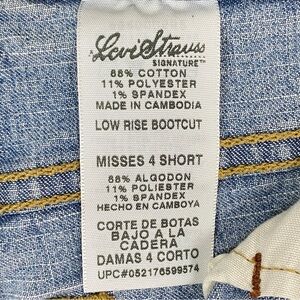 Levi Strauss
SIGNATURE™
88% COTTON
11% POLYESTER
1% SPANDEX
MADE IN CAMBODIA
LOW RISE BOOTCUT
MISSES 4 SHORT
88% ALGODON
11% POLIESTER
1% SPANDEX
HECHO EN CAMBOYA
CORTE DE BOTAS
BAJO A LA
CADERA
DAMAS 4 CORTO
UPC#052176599574